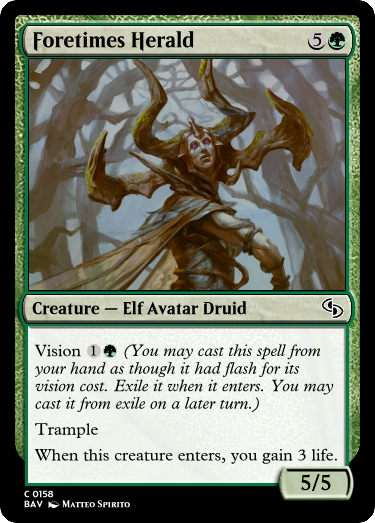 Foretimes Herald 5
Creature — Elf Avatar Druid
Vision 1 (You may cast this spell from
your hand as though it had flash for its
vision cost. Exile it when it enters. You may
cast it from exile on a later turn.)
Trample
When this creature enters, you gain 3 life.
5/5
C 0158
BAV Matteo Spirito